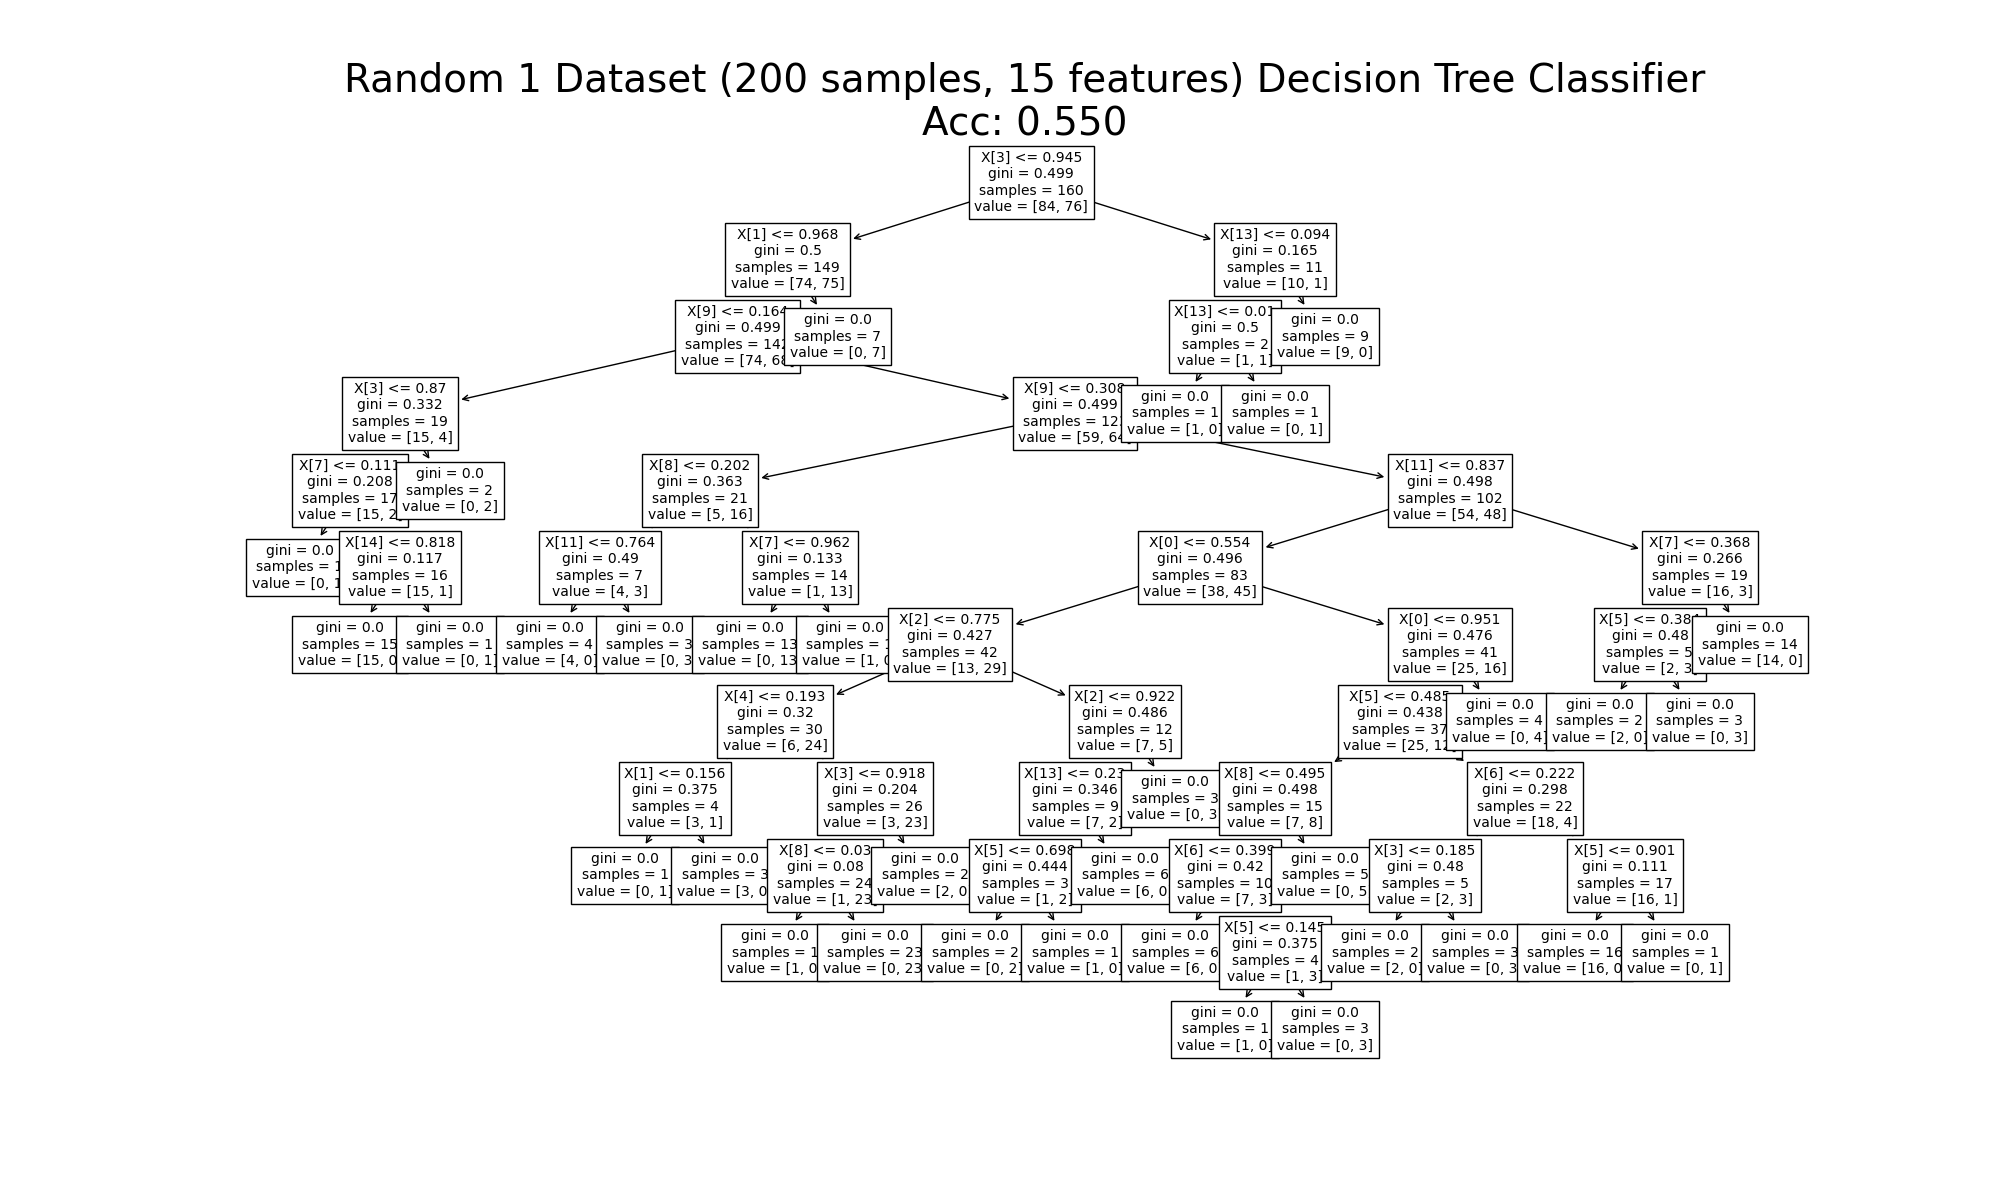 Random 1 Dataset (200 samples, 15 features) Decision Tree Classifier
Acc: 0.550
X[3] <= 0.945
gini = 0.499
samples = 160
value = [84, 76]
X[1] <= 0.968
gini = 0.5
samples = 149
value = [74, 75]
X[13] <= 0.094
gini = 0.165
samples = 11
value = [10, 1]
X[9] <= 0.164
gini = 0.499
samples = 142
value = [74, 68
gini = 0.0
samples = 7
value = [0, 7]
X[13] <= 0.01
gini = 0.5
samples = 2
value = [1, 1]
gini = 0.0
samples = 9
value = [9, 0]
X[3] <= 0.87
gini = 0.332
samples = 19
value = [15, 4]
X[9] <= 0.308
gini = 0.499
samples = 12
value = [59, 64
gini = 0.0
samples = 1
value = [1, 0]
gini = 0.0
samples = 1
value = [0, 1]
X[7] <= 0.111
gini = 0.208
samples = 17
value = [15, 2
gini = 0.0
samples = 2
value = [0, 2]
X[8] <= 0.202
gini = 0.363
samples = 21
value = [5, 16]
X[11] <= 0.837
gini = 0.498
samples = 102
value = [54, 48]
gini = 0.0
samples = 1
value = [0, 1
X[14] <= 0.818
gini = 0.117
samples = 16
value = [15, 1]
X[11] <= 0.764
gini = 0.49
samples = 7
value = [4, 3]
X[7] <= 0.962
gini = 0.133
samples = 14
value = [1, 13]
X[0] <= 0.554
gini = 0.496
samples = 83
value = [38, 45]
X[7] <= 0.368
gini = 0.266
samples = 19
value = [16, 3]
gini = 0.0
samples = 15
value = [15, 0
gini = 0.0
samples = 1
value = [0, 1]
gini = 0.0
samples = 4
value = [4, 0]
gini = 0.0
samples = 3
value = [0, 3
gini = 0.0
samples = 13
value = [0, 13
gini = 0.0
samples = 1
value = [1, 0
X[2] <= 0.775
gini = 0.427
samples = 42
value = [13, 29]
X[0] <= 0.951
gini = 0.476
samples = 41
value = [25, 16]
X[5] <= 0.384
gini = 0.48
samples = 5
value = [2, 3
gini = 0.0
samples = 14
value = [14, 0]
X[4] <= 0.193
gini = 0.32
samples = 30
value = [6, 24]
X[2] <= 0.922
gini = 0.486
samples = 12
value = [7, 5]
X[5] <= 0.485
gini = 0.438
samples = 37
value = [25, 12
gini = 0.0
samples = 4
value = [0, 4]
gini = 0.0
samples = 2
value = [2, 0]
gini = 0.0
samples = 3
value = [0, 3]
X[1] <= 0.156
gini = 0.375
samples = 4
value = [3, 1]
X[3] <= 0.918
gini = 0.204
samples = 26
value = [3, 23]
X[13] <= 0.23
gini = 0.346
samples = 9
value = [7, 2]
gini = 0.0
samples = 3
value = [0, 3
X[8] <= 0.495
gini = 0.498
samples = 15
value = [7, 8]
X[6] <= 0.222
gini = 0.298
samples = 22
value = [18, 4]
gini = 0.0
samples = 1
value = [0, 1]
gini = 0.0
samples = 3
value = [3, 0
X[8] <= 0.03
gini = 0.08
samples = 24
value = [1, 23
gini = 0.0
samples = 2
value = [2, 0
X[5] <= 0.698
gini = 0.444
samples = 3
value = [1, 2]
gini = 0.0
samples = 6
value = [6, 0
X[6] <= 0.399
gini = 0.42
samples = 10
value = [7, 3]
gini = 0.0
samples = 5
value = [0, 5
X[3] <= 0.185
gini = 0.48
samples = 5
value = [2, 3]
X[5] <= 0.901
gini = 0.111
samples = 17
value = [16, 1]
gini = 0.0
samples = 1
value = [1, 0
gini = 0.0
samples = 23
value = [0, 23
gini = 0.0
samples = 2
value = [0, 2]
gini = 0.0
samples = 1
value = [1, 0]
gini = 0.0
samples = 6
value = [6, 0
X[5] <= 0.145
gini = 0.375
samples = 4
value = [1, 3]
gini = 0.0
samples = 2
value = [2, 0]
gini = 0.0
samples = 3
value = [0, 3
gini = 0.0
samples = 16
value = [16, 0
gini = 0.0
samples = 1
value = [0, 1]
gini = 0.0
samples = 1
value = [1, 0]
gini = 0.0
samples = 3
value = [0, 3]